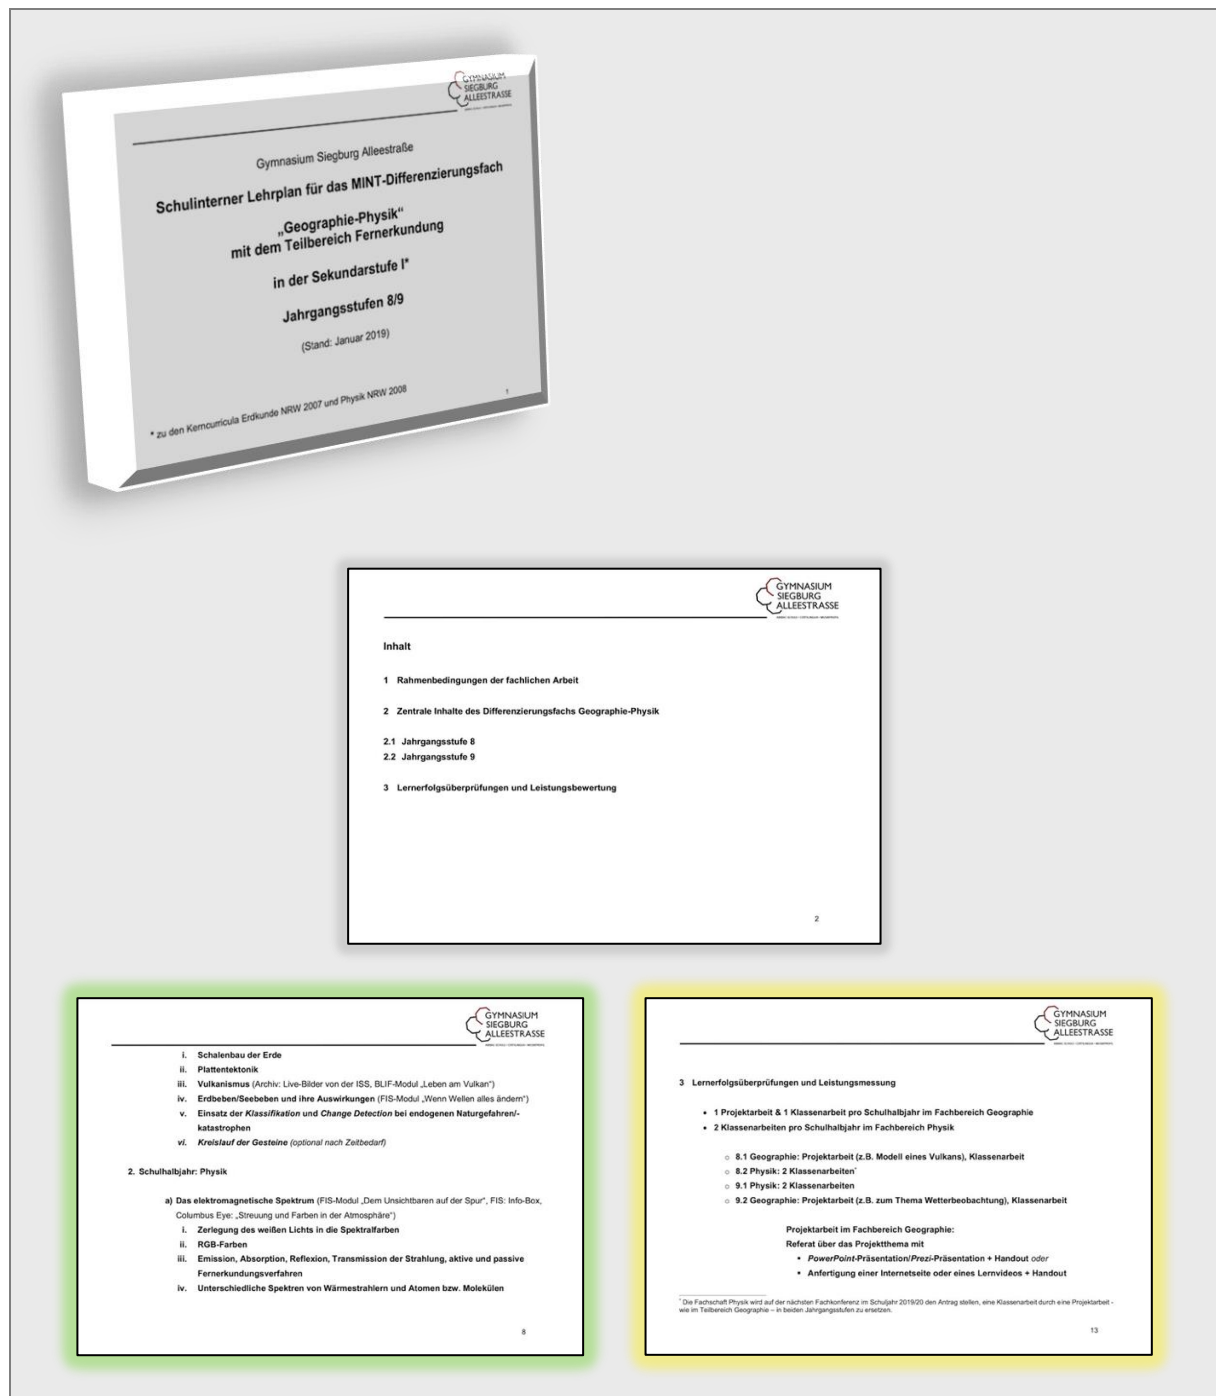 GYMNASIUM
SIEGBURG
ALLEESTRASSE
Gymnasium Siegburg Alleestraße
Schulinterner Lehrplan für das MINT-Differenzierungsfach
„Geographie-Physik“
mit dem Teilbereich Fernerkundung
in der Sekundarstufe I*
Jahrgangsstufen 8/9
(Stand: Januar 2019)
* zu den Kerncurricula Erdkunde NRW 2007 und Physik NRW 2008
1
GYMNASIUM
SIEGBURG
ALLEESTRASSE
Inhalt
1 Rahmenbedingungen der fachlichen Arbeit
2 Zentrale Inhalte des Differenzierungsfachs Geographie-Physik
2.1 Jahrgangsstufe 8
2.2 Jahrgangsstufe 9
3 Lernerfolgsüberprüfungen und Leistungsbewertung
2
GYMNASIUM
SIEGBURG
ALLEESTRASSE
i. Schalenbau der Erde
ii. Plattentektonik
iii. Vulkanismus (Archiv: Live-Bilder von der ISS, BLIF-Modul „Leben am Vulkan“)
iv. Erdbeben/Seebeben und ihre Auswirkungen (FIS-Modul „Wenn Wellen alles ändern“)
v. Einsatz der Klassifikation und Change Detection bei endogenen Naturgefahren/-
katastrophen
vi. Kreislauf der Gesteine (optional nach Zeitbedarf)
2. Schulhalbjahr: Physik
a) Das elektromagnetische Spektrum (FIS-Modul „Dem Unsichtbaren auf der Spur“, FIS: Info-Box,
Columbus Eye: „Streuung und Farben in der Atmosphäre“)
i. Zerlegung des weißen Lichts in die Spektralfarben
ii. RGB-Farben
iii. Emission, Absorption, Reflexion, Transmission der Strahlung, aktive und passive
Fernerkundungsverfahren
iv. Unterschiedliche Spektren von Wärmestrahlern und Atomen bzw. Molekülen
8
GYMNASIUM
SIEGBURG
ALLEESTRASSE
3 Lernerfolgsüberprüfungen und Leistungsmessung
• 1 Projektarbeit & 1 Klassenarbeit pro Schulhalbjahr im Fachbereich Geographie
• 2 Klassenarbeiten pro Schulhalbjahr im Fachbereich Physik
○ 8.1 Geographie: Projektarbeit (z.B. Modell eines Vulkans), Klassenarbeit
○ 8.2 Physik: 2 Klassenarbeiten*
○ 9.1 Physik: 2 Klassenarbeiten
○ 9.2 Geographie: Projektarbeit (z.B. zum Thema Wetterbeobachtung), Klassenarbeit
Projektarbeit im Fachbereich Geographie:
Referat über das Projektthema mit
▪ PowerPoint-Präsentation/Prezi-Präsentation + Handout oder
▪ Anfertigung einer Internetseite oder eines Lernvideos + Handout
* Die Fachschaft Physik wird auf der nächsten Fachkonferenz im Schuljahr 2019/20 den Antrag stellen, eine Klassenarbeit durch eine Projektarbeit -
wie im Teilbereich Geographie – in beiden Jahrgangsstufen zu ersetzen.
13